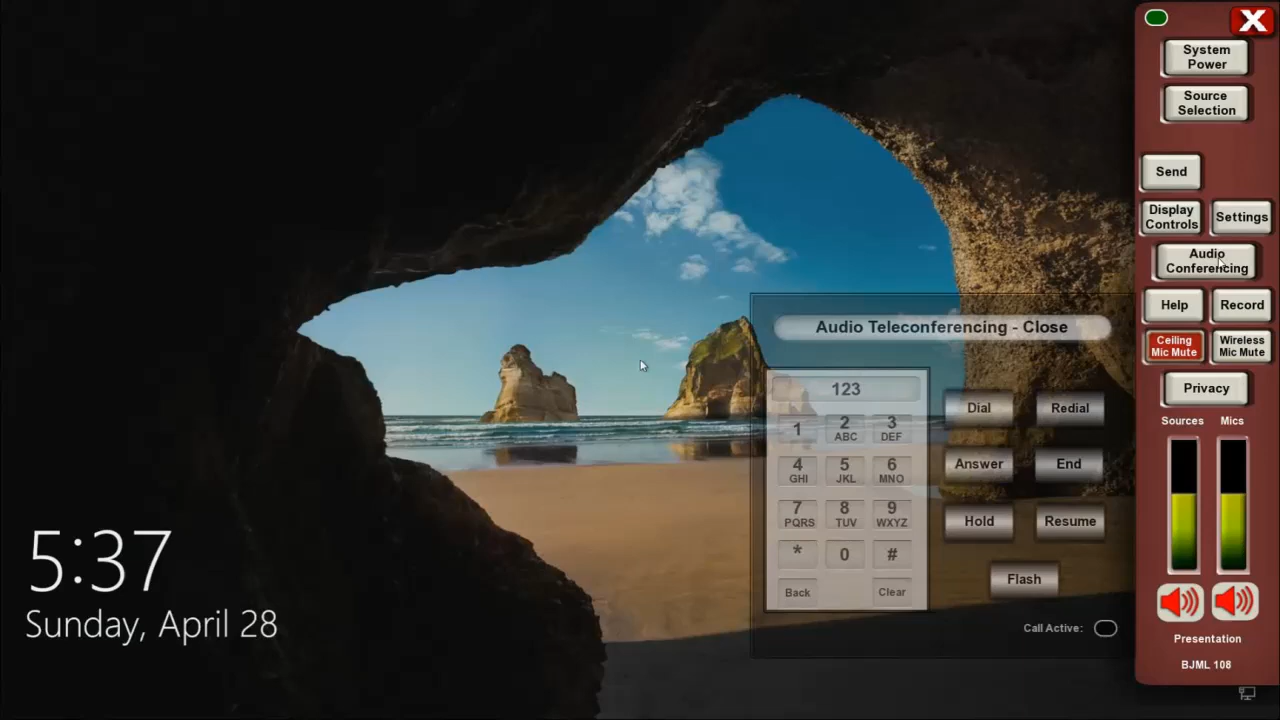 System
Power
Source
Selection
Send
Display
Controls
Settings
Audio
Conferencing
Help
Record
Ceiling
Mic Mute
Wireless
Mic Mute
Privacy
Sources
Mics
Presentation
BJML 108
Audio Teleconferencing - Close
123
1
2
ABC
3
DEF
4
GHI
5
JKL
6
MNO
7
PQRS
8
TUV
9
WXYZ
*
0
#
Back
Clear
Dial
Redial
Answer
End
Hold
Resume
Flash
Call Active:
5:37
Sunday, April 28